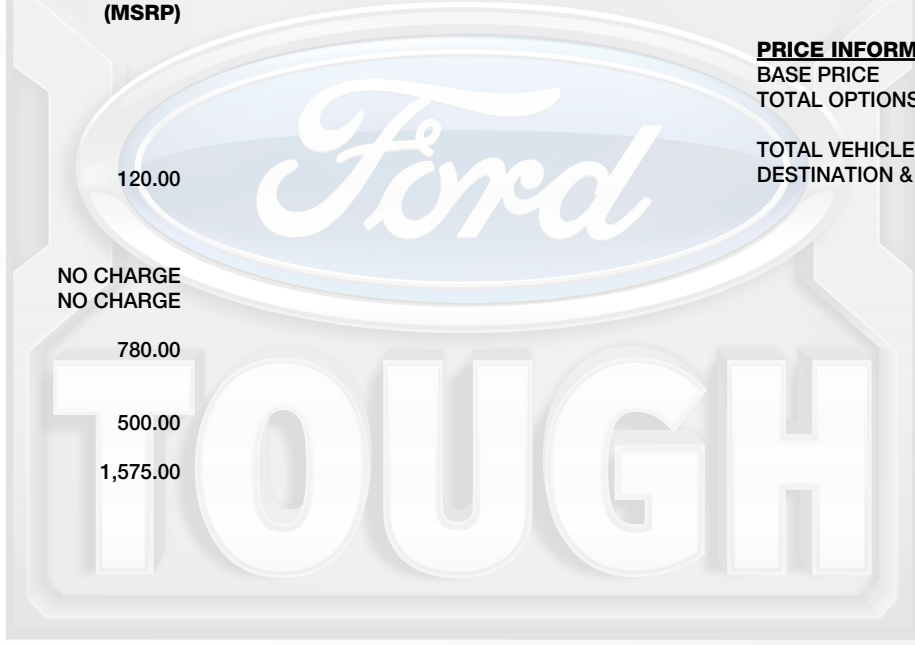 (MSRP)
120.00
NO CHARGE
NO CHARGE
780.00
500.00
1,575.00
PRICE INFORM
BASE PRICE
TOTAL OPTIONS
TOTAL VEHICLE
DESTINATION &
Ford
TOUGH